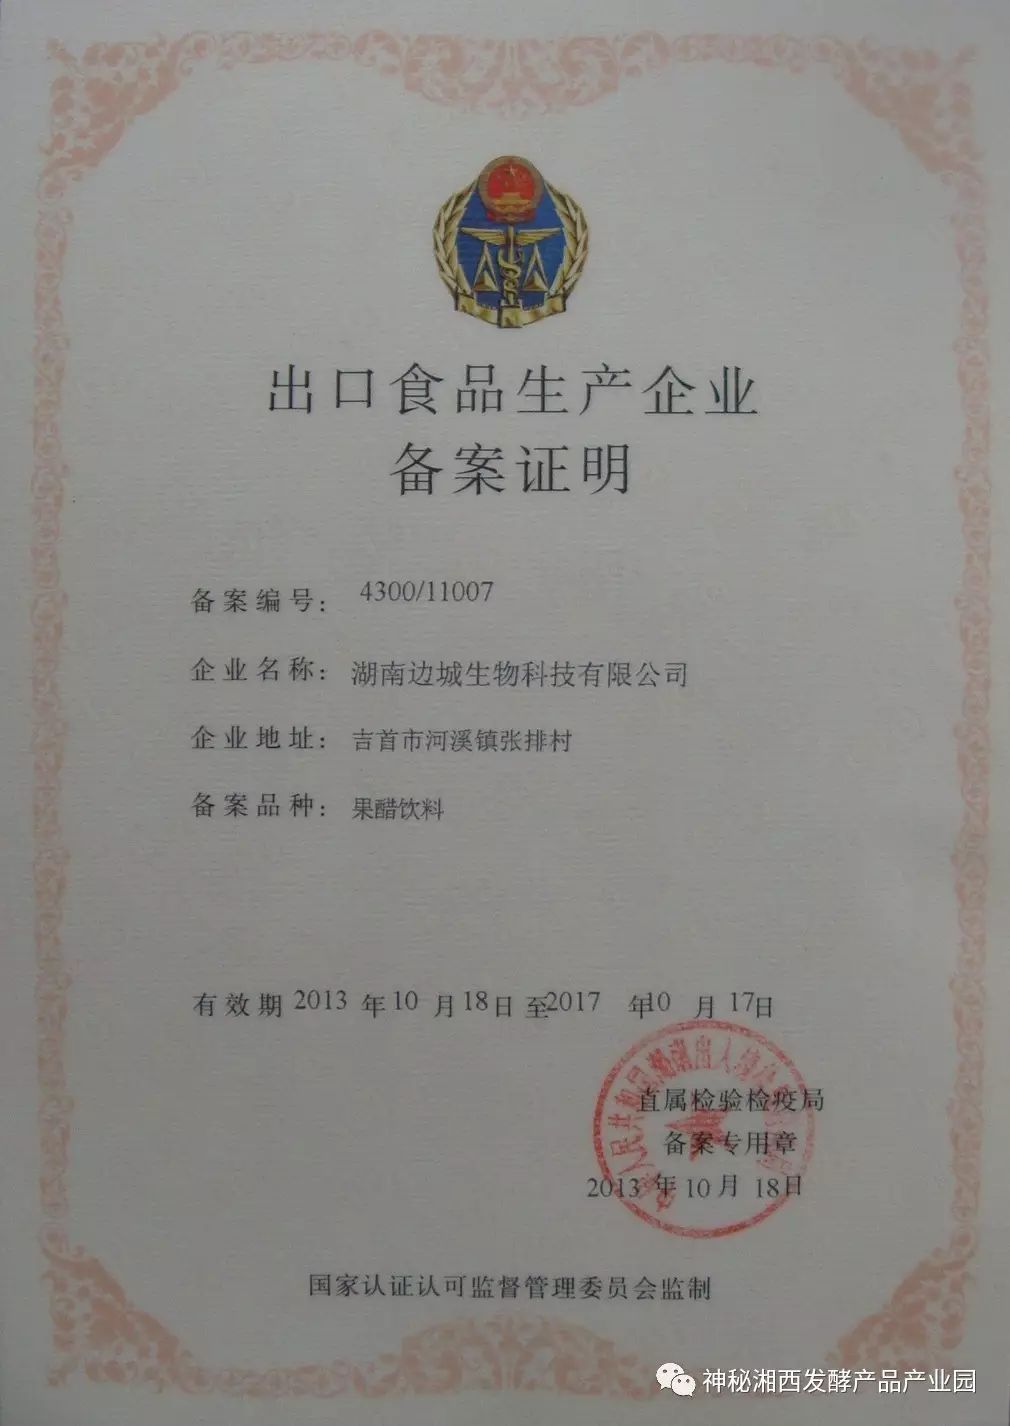 出口食品生产企业
备案证明
备案编号： 4300/11007
企业名称： 湖南边城生物科技有限公司
企业地址： 吉首市河溪镇张排村
备案品种： 果醋饮料
有效期 2013 年 10 月 18 日 至 2017 年 10 月 17 日
直属检验检疫局
备案专用章
2013 年 10 月 18 日
国家认证认可监督管理委员会监制
神秘湘西发酵产品产业园